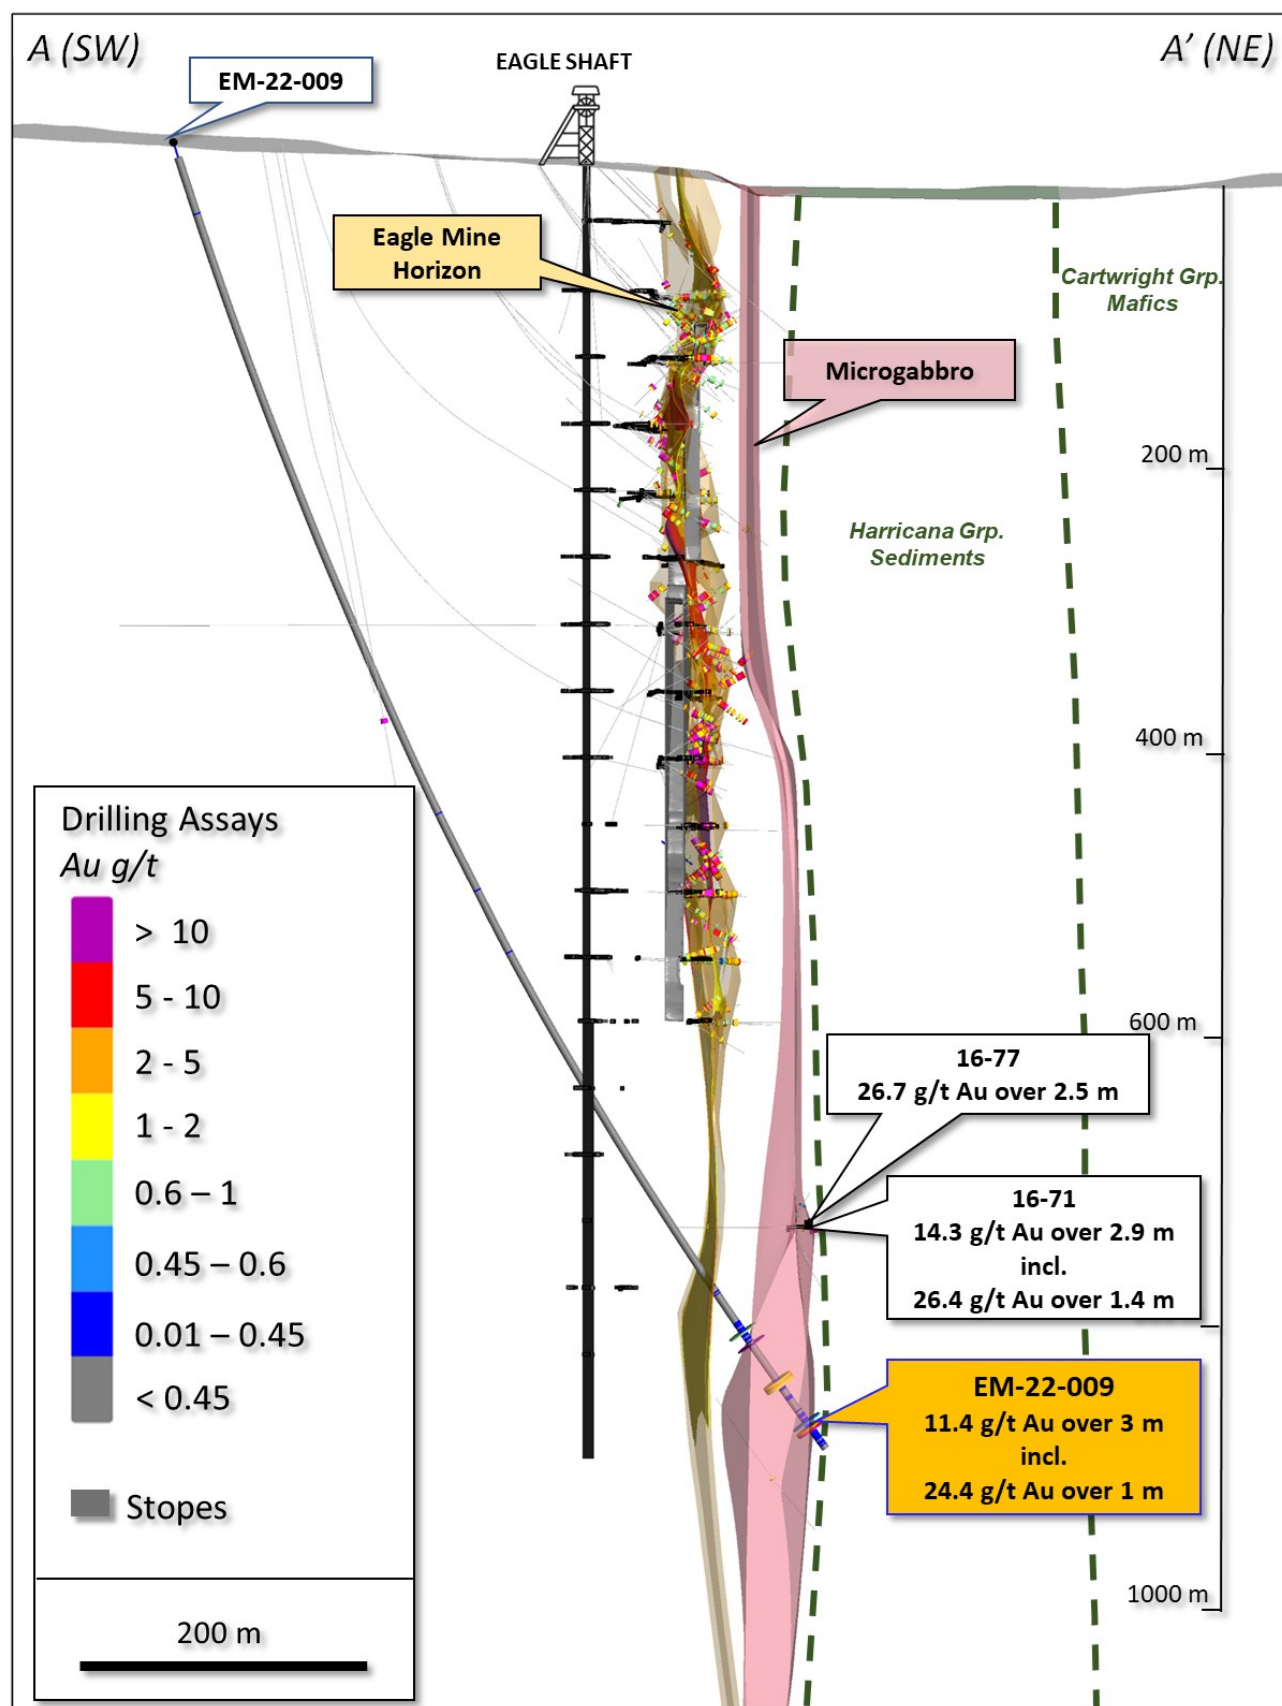 A (SW)
EAGLE SHAFT
A' (NE)
EM-22-009
Eagle Mine
Horizon
Cartwright Grp.
Mafics
Microgabbro
200 m
Harricana Grp.
Sediments
400 m
600 m
16-77
26.7 g/t Au over 2.5 m
16-71
14.3 g/t Au over 2.9 m
incl.
26.4 g/t Au over 1.4 m
EM-22-009
11.4 g/t Au over 3 m
incl.
24.4 g/t Au over 1 m
1000 m
Drilling Assays
Au g/t
> 10
5 - 10
2 - 5
1 - 2
0.6 – 1
0.45 – 0.6
0.01 – 0.45
< 0.45
Stopes
200 m